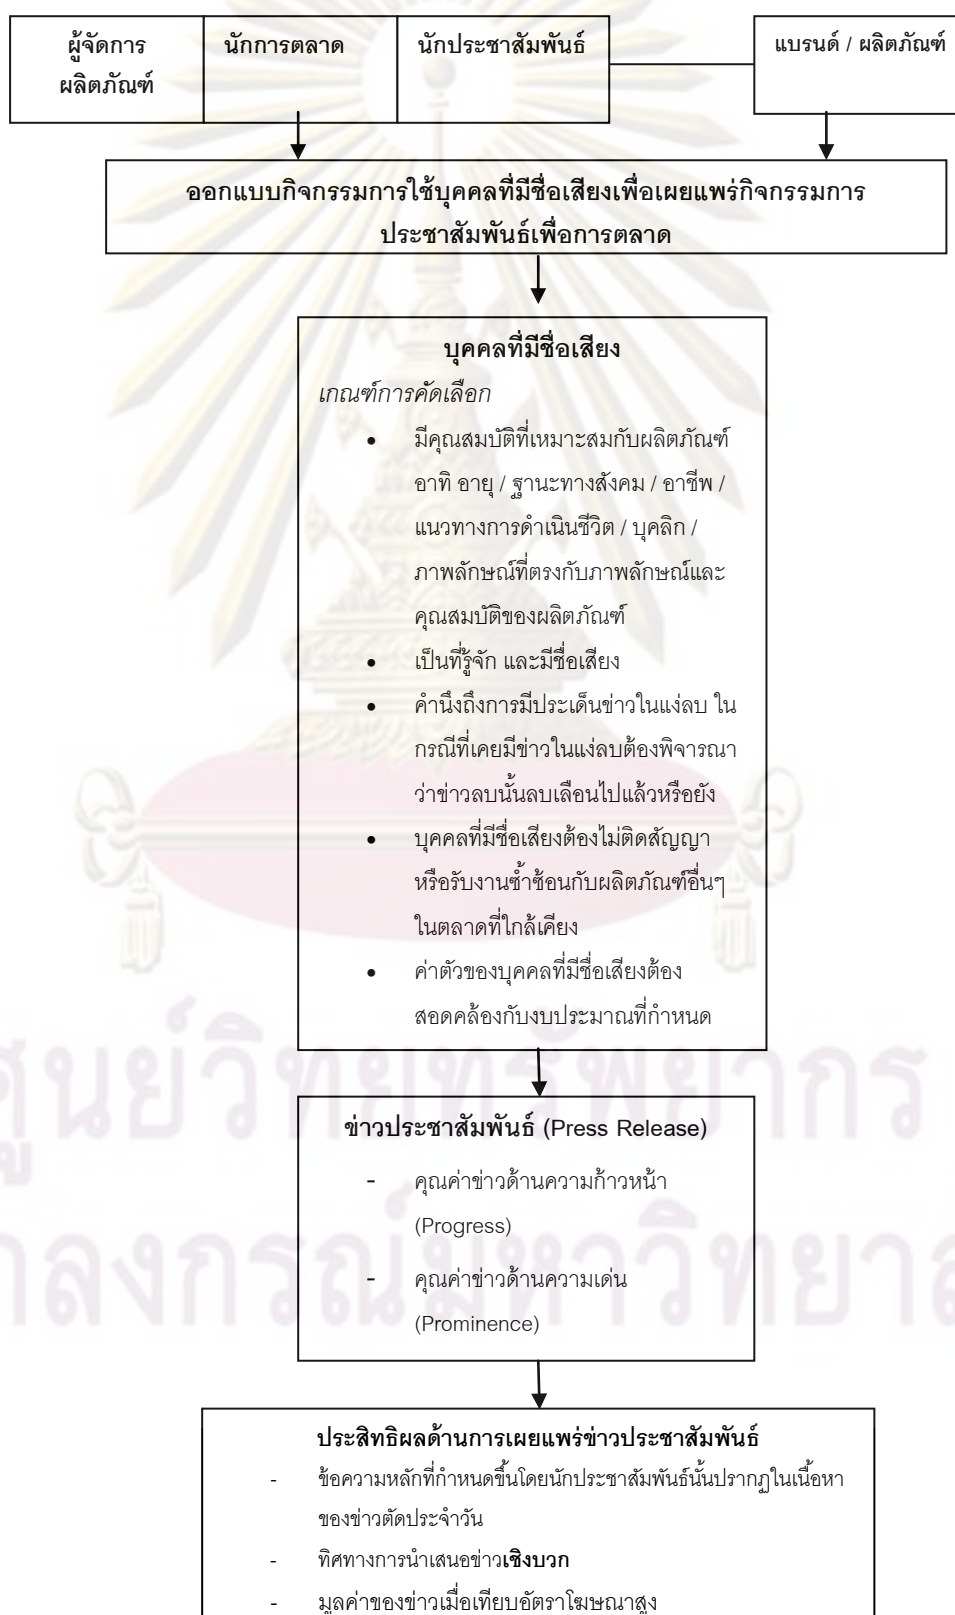 ผู้จัดการ
ผลิตภัณฑ์
นักการตลาด
นักประชาสัมพันธ์
แบรนด์ / ผลิตภัณฑ์
ออกแบบกิจกรรมการใช้บุคคลที่มีชื่อเสียงเพื่อเผยแพร่กิจกรรมการ
ประชาสัมพันธ์เพื่อการตลาด
บุคคลที่มีชื่อเสียง
เกณฑ์การคัดเลือก
• มีคุณสมบัติที่เหมาะสมกับผลิตภัณฑ์
อาทิ อายุ / ฐานะทางสังคม / อาชีพ /
แนวทางการดำเนินชีวิต / บุคลิก /
ภาพลักษณ์ที่ตรงกับภาพลักษณ์และ
คุณสมบัติของผลิตภัณฑ์
• เป็นที่รู้จัก และมีชื่อเสียง
• คำนึงถึงการมีประเด็นข่าวในแง่ลบ ใน
กรณีที่เคยมีข่าวในแง่ลบต้องพิจารณา
ว่าข่าวลบนั้นลบเลือนไปแล้วหรือยัง
• บุคคลที่มีชื่อเสียงต้องไม่ติดสัญญา
หรือรับงานซ้ำซ้อนกับผลิตภัณฑ์อื่นๆ
ในตลาดที่ใกล้เคียง
• ค่าตัวของบุคคลที่มีชื่อเสียงต้อง
สอดคล้องกับงบประมาณที่กำหนด
ข่าวประชาสัมพันธ์ (Press Release)
- คุณค่าข่าวด้านความก้าวหน้า
(Progress)
- คุณค่าข่าวด้านความเด่น
(Prominence)
ประสิทธิผลด้านการเผยแพร่ข่าวประชาสัมพันธ์
- ข้อความหลักที่กำหนดขึ้นโดยนักประชาสัมพันธ์นั้นปรากฏในเนื้อหา
ของข่าวตัดประจำวัน
- ทิศทางการนำเสนอข่าวเชิงบวก
- มูลค่าของข่าวเมื่อเทียบอัตราโฆษณาสูง
ศูนย์วิทยทรัพยากร
าลงกรณ์มหาวิทยาล